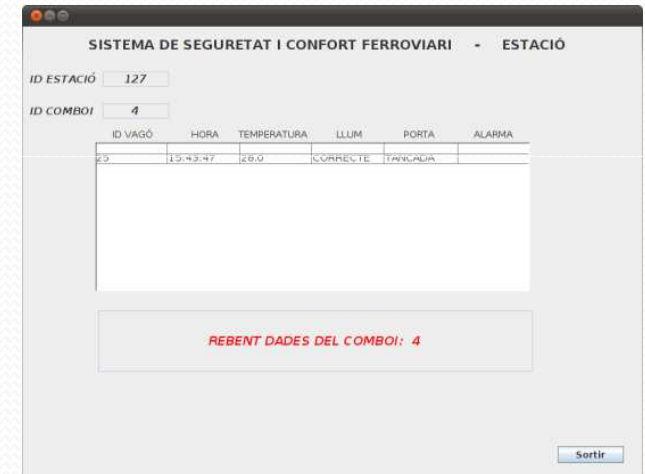 SISTEMA DE SEGURETAT I CONFORT FERROVIARI - ESTACIÓ
ID ESTACIÓ 127
ID COMBOI 4
ID VAGÓ HORA TEMPERATURA LLUM PORTA ALARMA
25 15:43:47 28.0 CORRECTE TANCADA
REBENT DADES DEL COMBOI: 4
Sortir